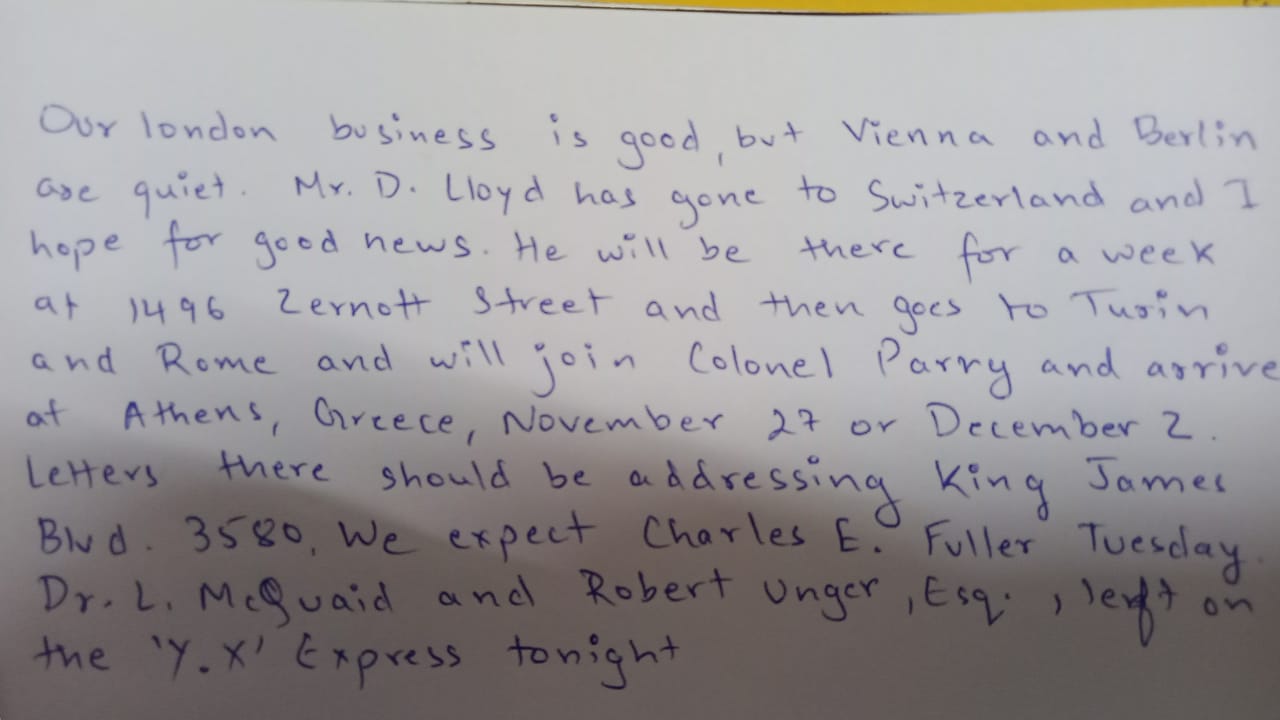 Our london business is good, but Vienna and Berlin
are quiet. Mr. D. Lloyd has gone to Switzerland and I
hope for good news. He will be there for a week
at 1496 Zernott Street and then goes to Turin
and Rome and will join Colonel Parry and arrive
at Athens, Greece, November 27 or December 2.
Letters there should be addressing King James
Blvd. 3580. We expect Charles E. Fuller Tuesday.
Dr. L. McQuaid and Robert Unger, Esq., left on
the 'Y.X' Express tonight